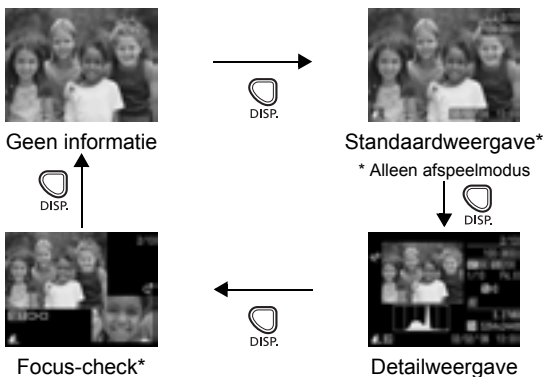 DISP.
Geen informatie
Standaardweergave*
* Alleen afspeelmodus
DISP.
DISP.
DISP.
Focus-check*
Detailweergave